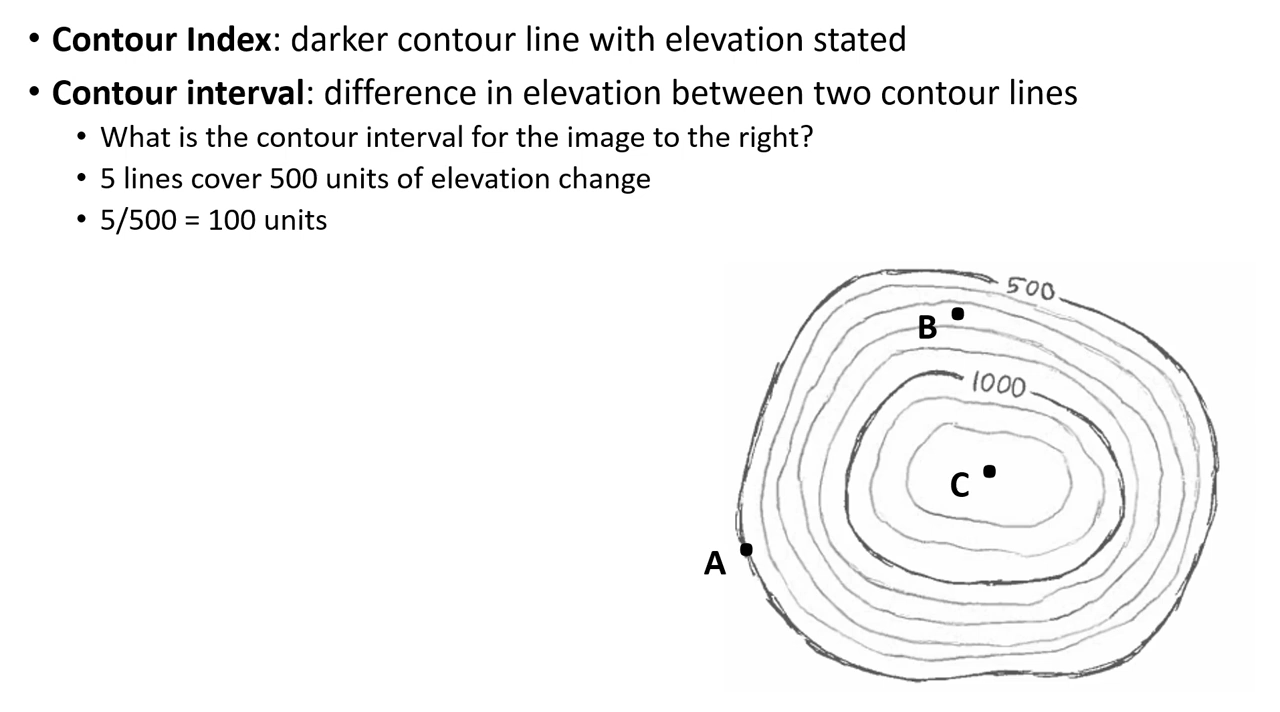 • Contour Index: darker contour line with elevation stated
• Contour interval: difference in elevation between two contour lines
• What is the contour interval for the image to the right?
• 5 lines cover 500 units of elevation change
• 5/500 = 100 units
500
B
1000
C
A